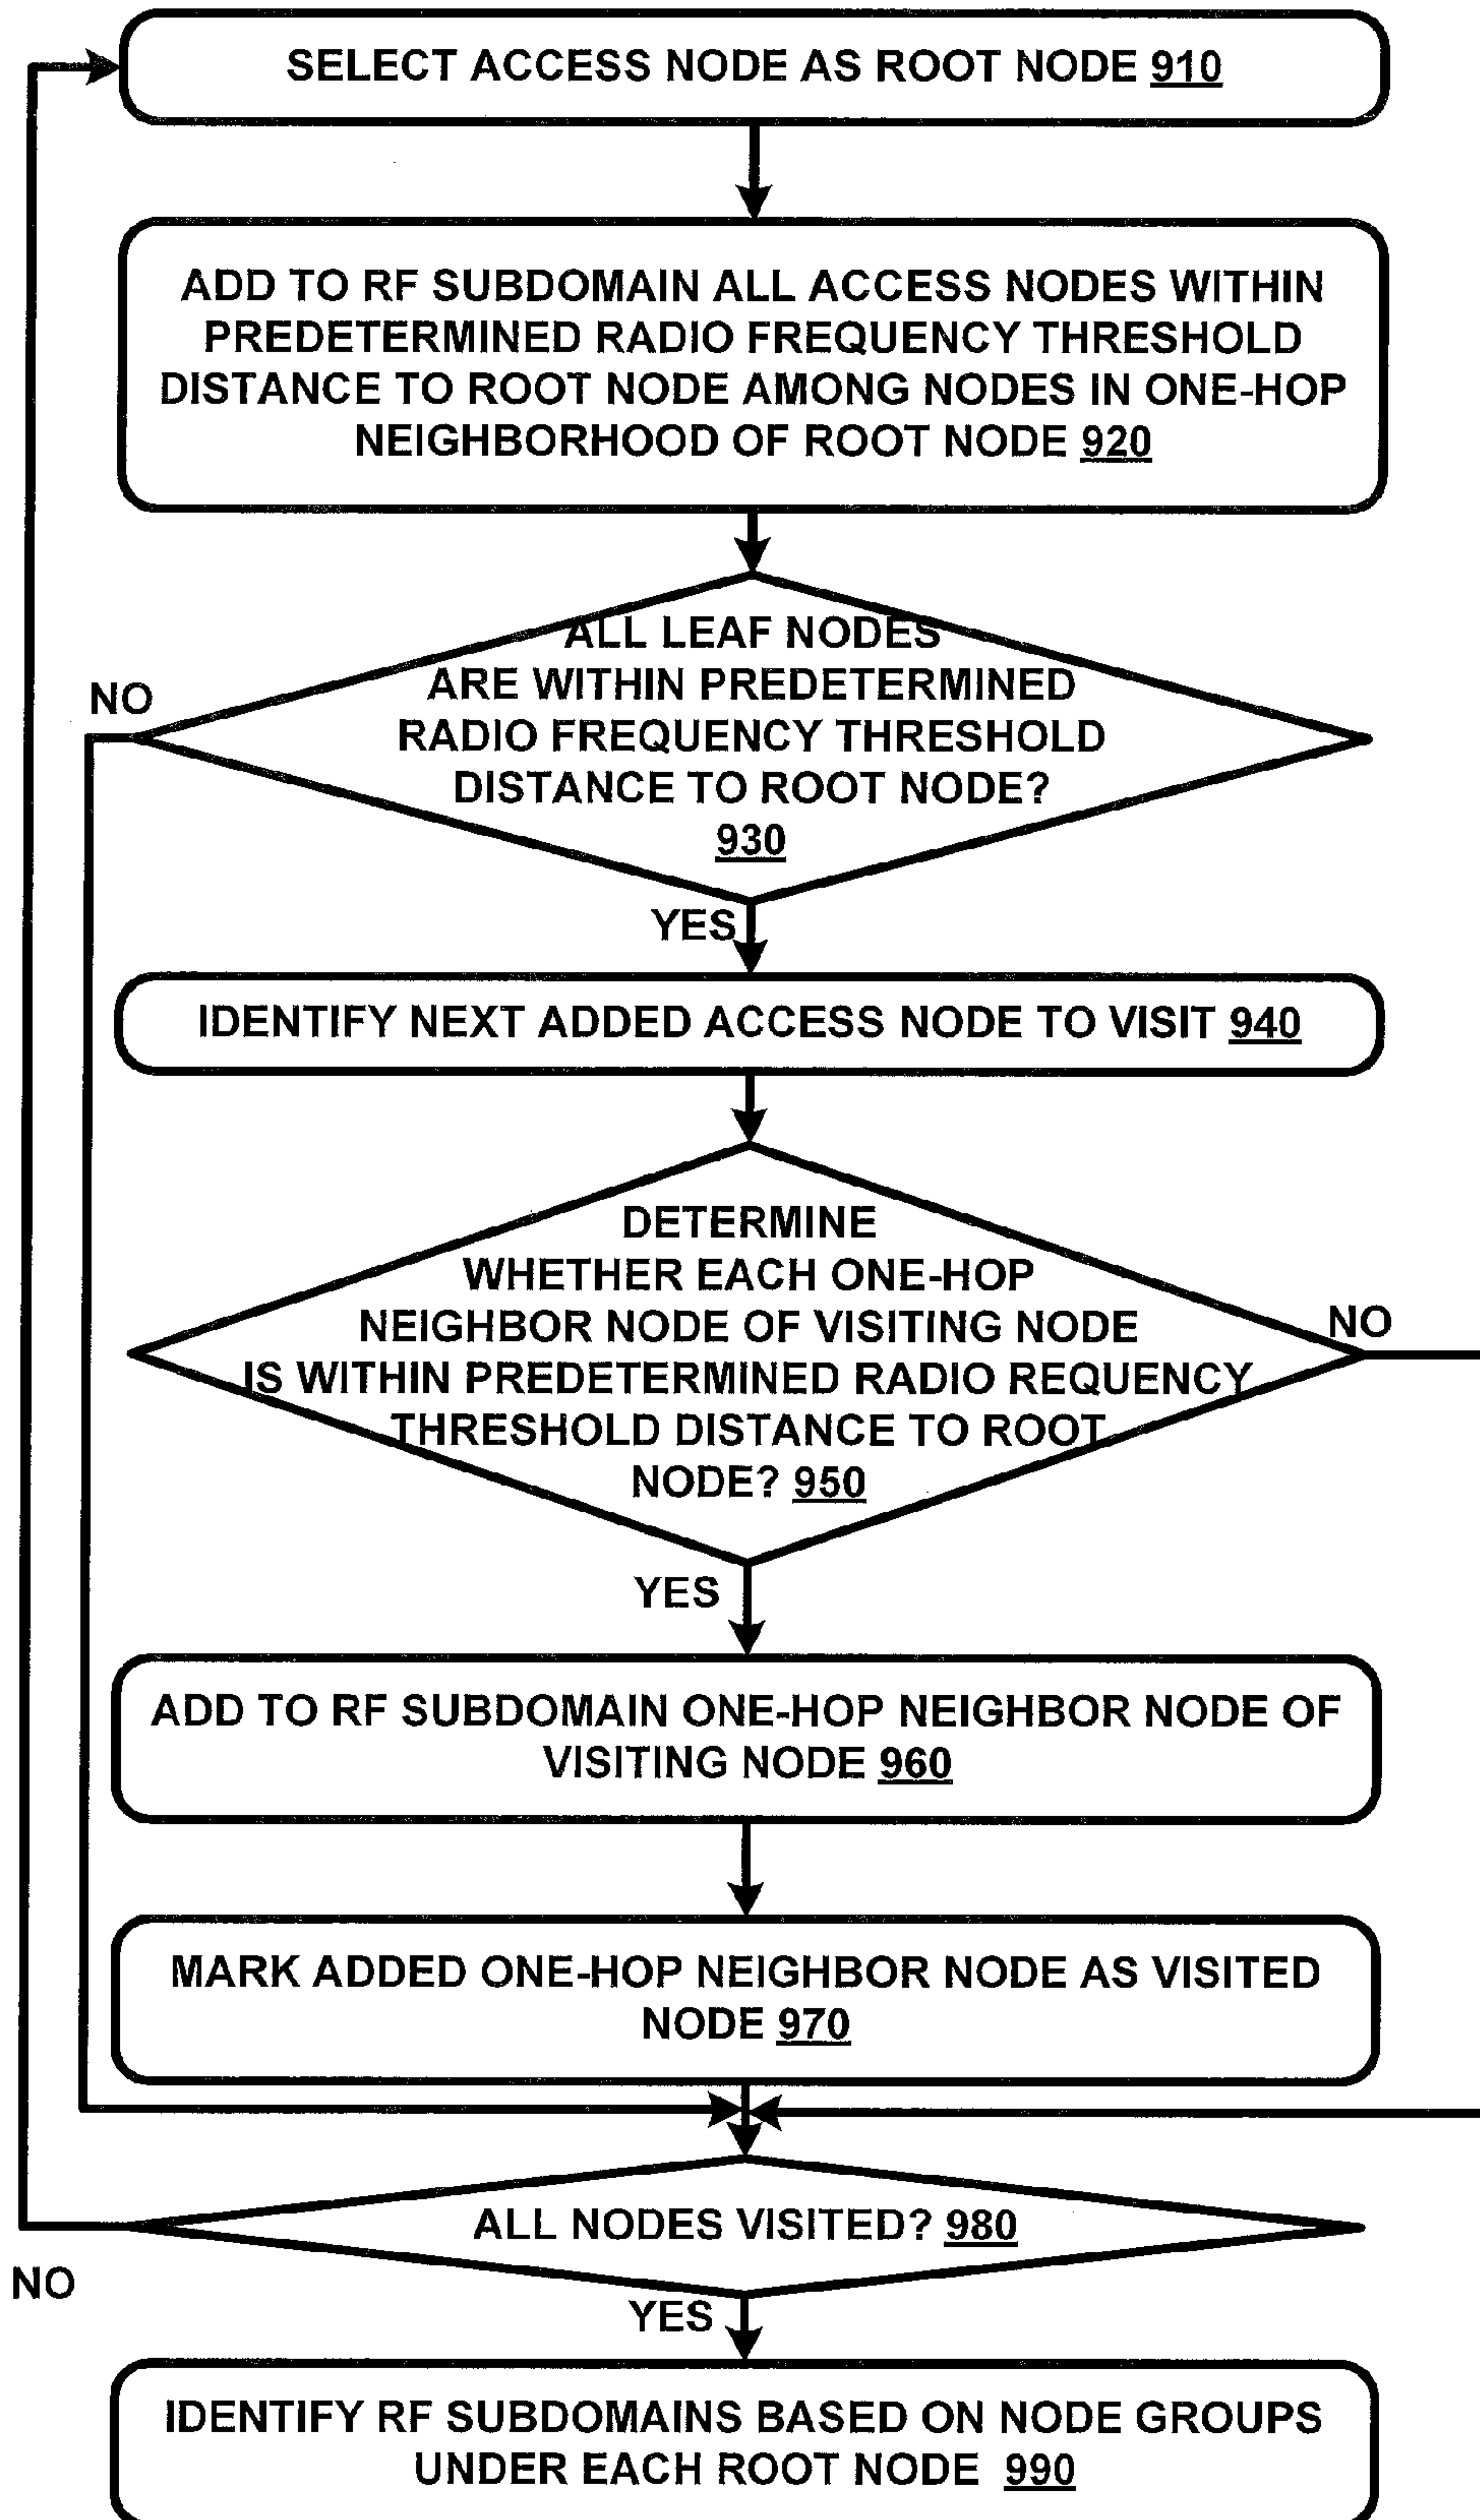 SELECT ACCESS NODE AS ROOT NODE 910
ADD TO RF SUBDOMAIN ALL ACCESS NODES WITHIN
PREDETERMINED RADIO FREQUENCY THRESHOLD
DISTANCE TO ROOT NODE AMONG NODES IN ONE-HOP
NEIGHBORHOOD OF ROOT NODE 920
ALL LEAF NODES
ARE WITHIN PREDETERMINED
RADIO FREQUENCY THRESHOLD
DISTANCE TO ROOT NODE?
930
NO
YES
IDENTIFY NEXT ADDED ACCESS NODE TO VISIT 940
DETERMINE
WHETHER EACH ONE-HOP
NEIGHBOR NODE OF VISITING NODE
IS WITHIN PREDETERMINED RADIO REQUENCY
THRESHOLD DISTANCE TO ROOT
NODE? 950
NO
YES
ADD TO RF SUBDOMAIN ONE-HOP NEIGHBOR NODE OF
VISITING NODE 960
MARK ADDED ONE-HOP NEIGHBOR NODE AS VISITED
NODE 970
ALL NODES VISITED? 980
NO
YES
IDENTIFY RF SUBDOMAINS BASED ON NODE GROUPS
UNDER EACH ROOT NODE 990